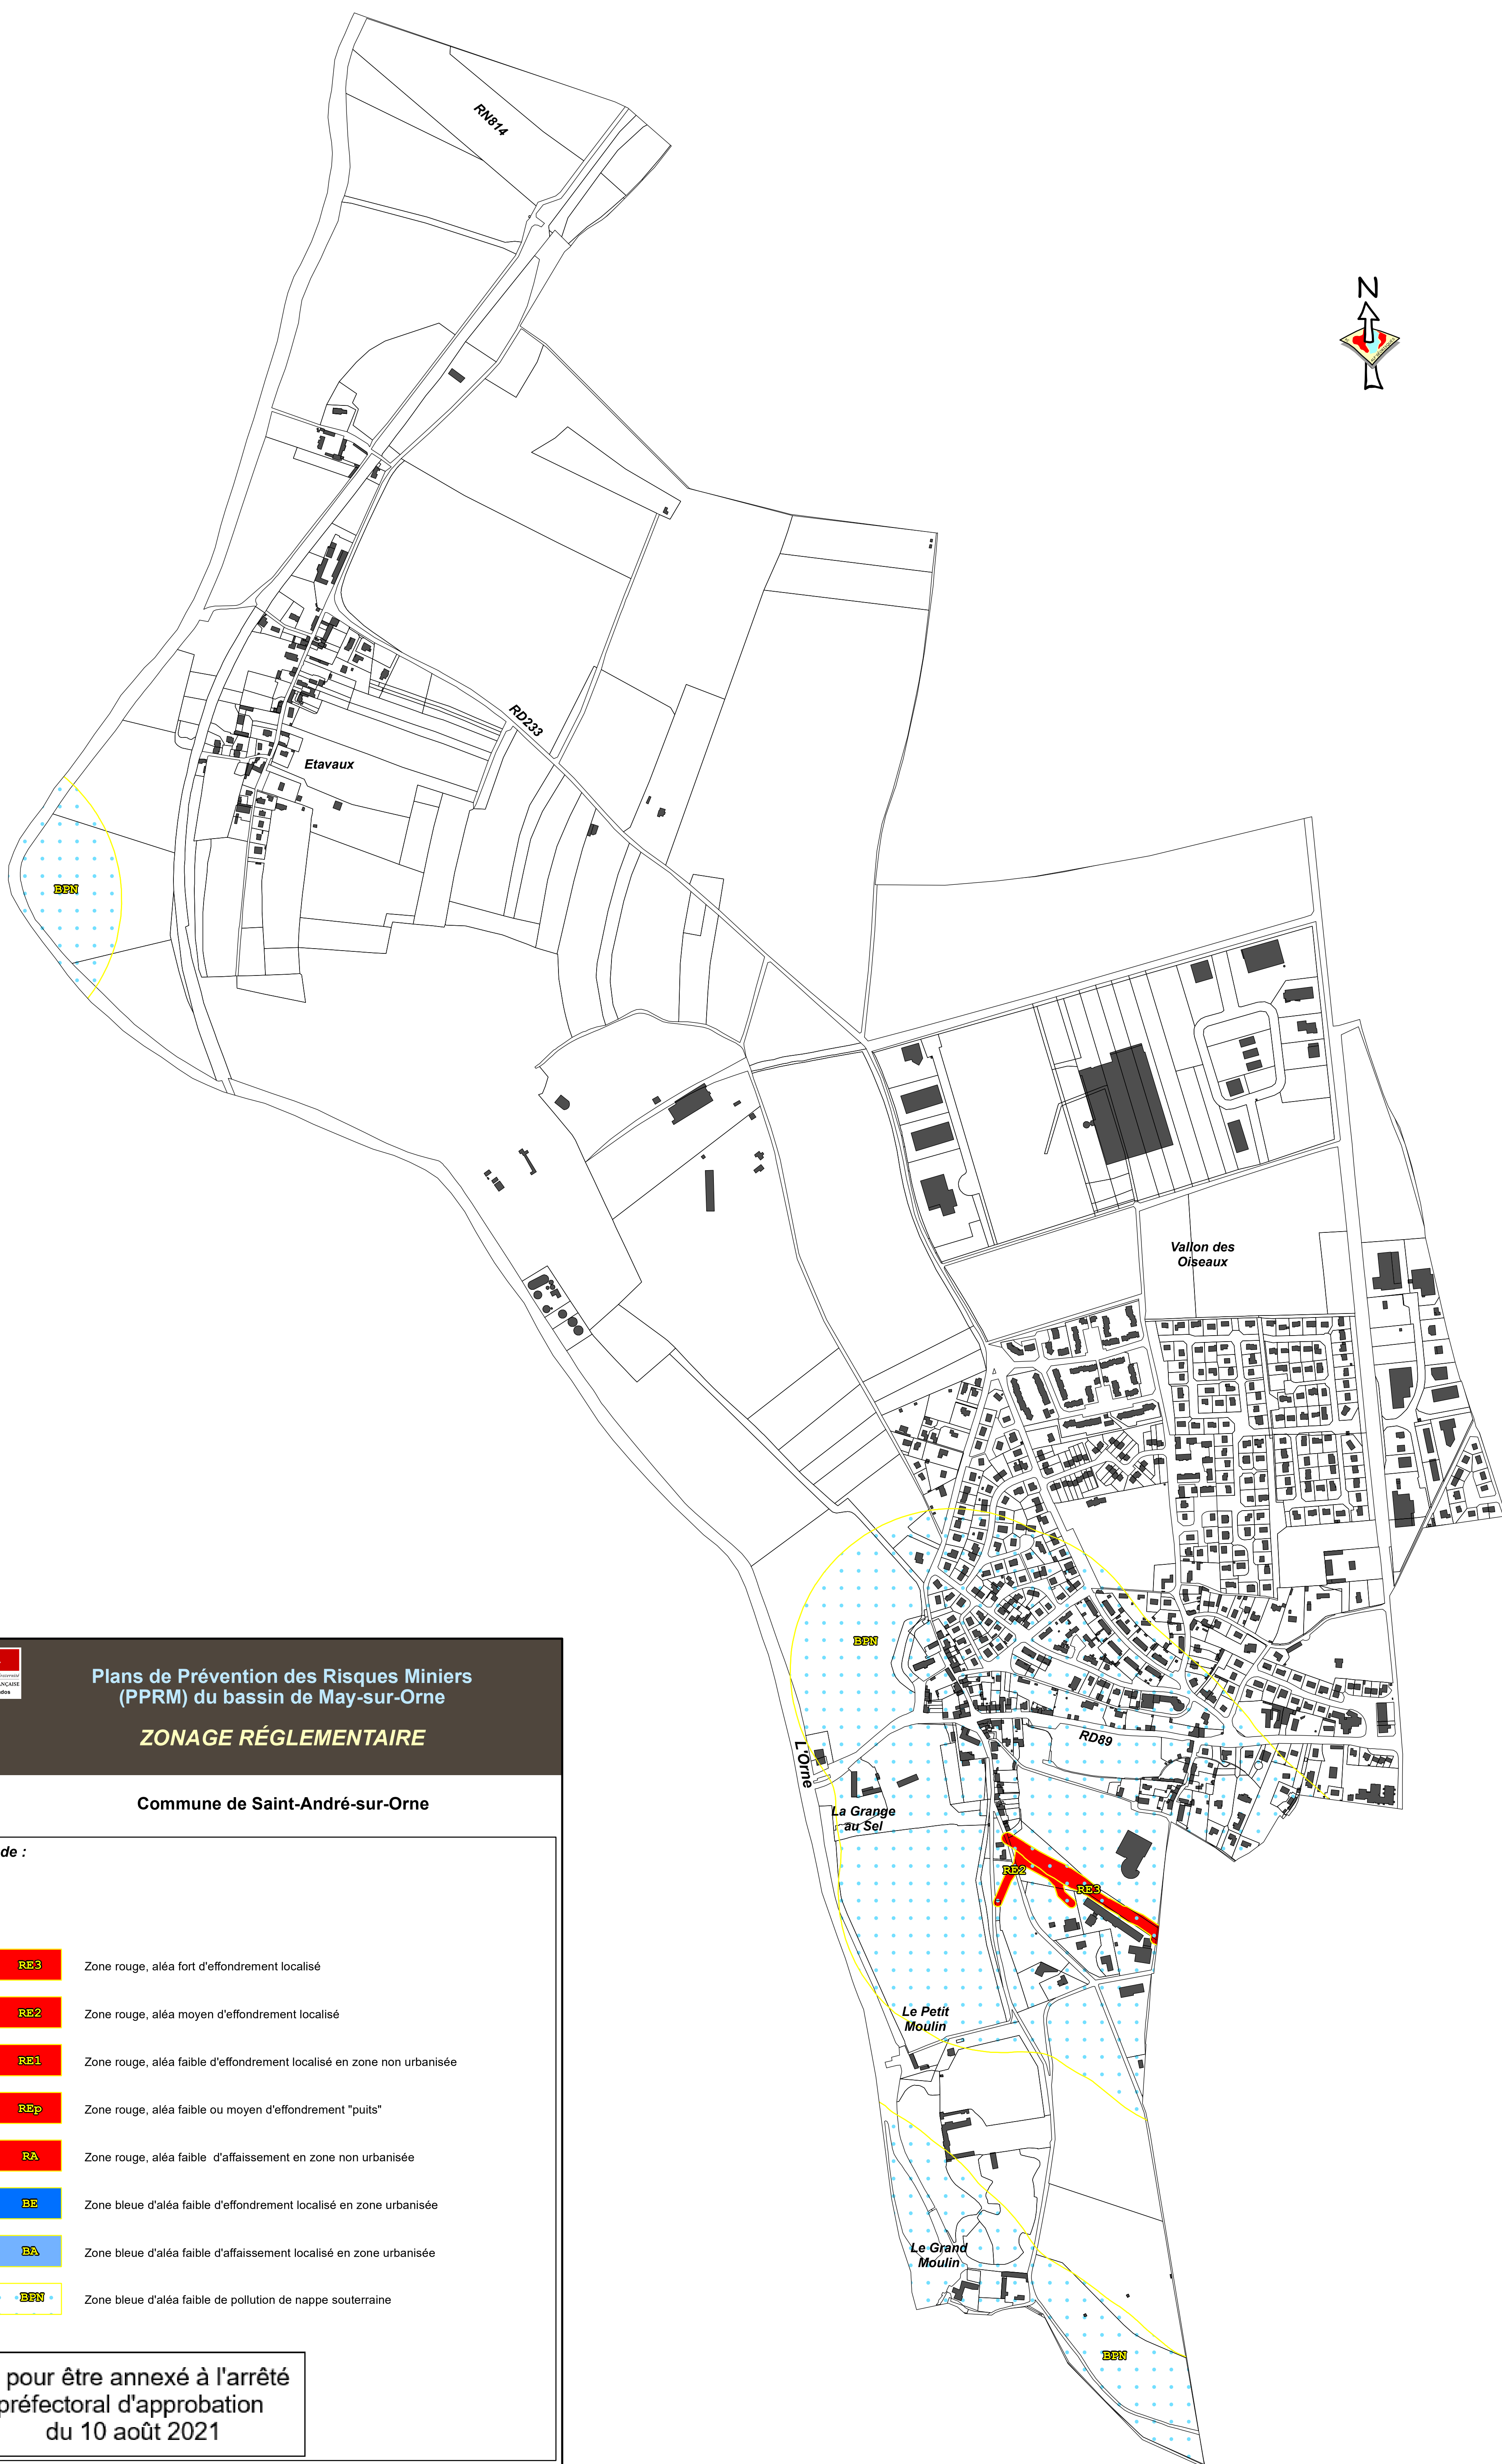 RN814
N
RD233
Etavaux
BPN
Vallon des
Oiseaux
BPN
L'Orne
RD89
La Grange
au Sel
RE2
RE3
Le Petit
Moulin
Le Grand
Moulin
BPN
Plans de Prévention des Risques Miniers
(PPRM) du bassin de May-sur-Orne
ZONAGE RÉGLEMENTAIRE
Commune de Saint-André-sur-Orne
de :
RE3 Zone rouge, aléa fort d'effondrement localisé
RE2 Zone rouge, aléa moyen d'effondrement localisé
RE1 Zone rouge, aléa faible d'effondrement localisé en zone non urbanisée
REp Zone rouge, aléa faible ou moyen d'effondrement "puits"
RA Zone rouge, aléa faible d'affaissement en zone non urbanisée
BE Zone bleue d'aléa faible d'effondrement localisé en zone urbanisée
BA Zone bleue d'aléa faible d'affaissement localisé en zone urbanisée
BPN Zone bleue d'aléa faible de pollution de nappe souterraine
pour être annexé à l'arrêté
préfectoral d'approbation
du 10 août 2021